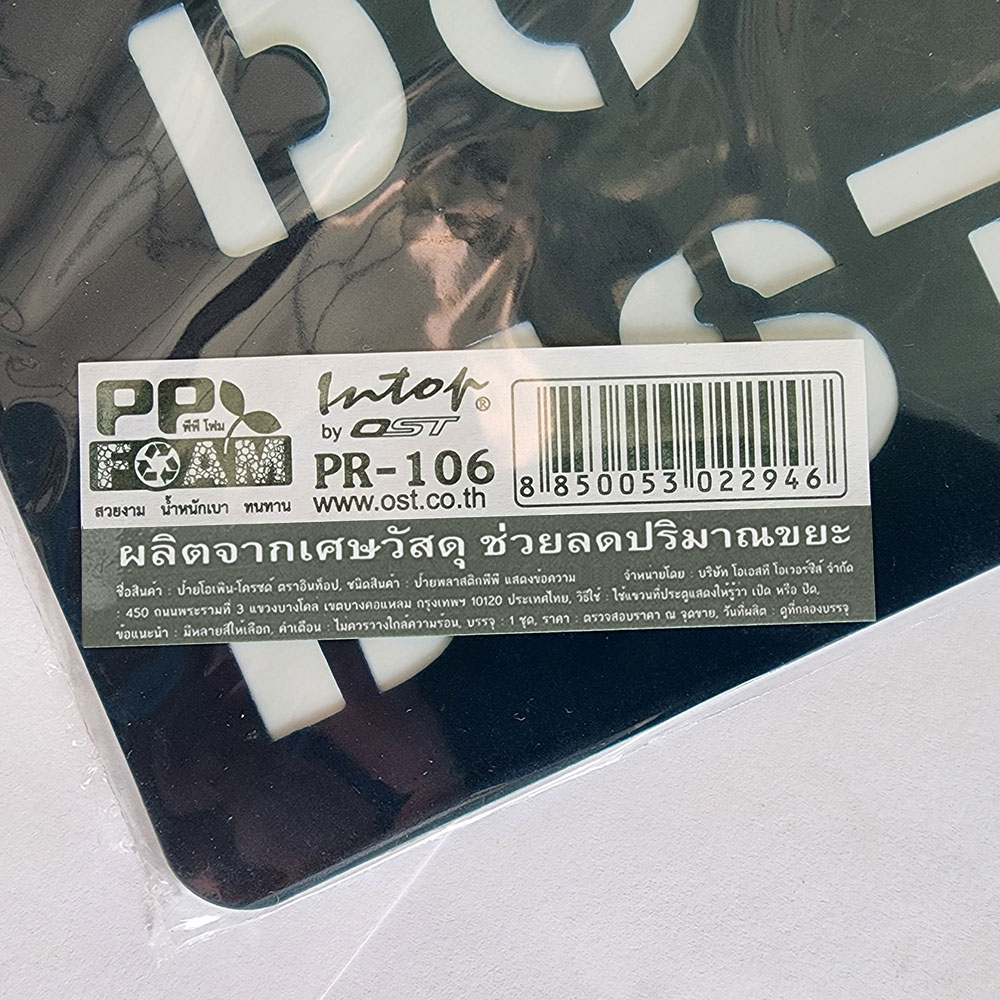 DO
DIST
PP
พีพี โฟม
FOAM
สวยงาม น้ำหนักเบา ทนทาน
Intop®
by OST
PR-106
www.ost.co.th
8 850053 022946
ผลิตจากเศษวัสดุ ช่วยลดปริมาณขยะ
ชื่อสินค้า : ป้ายโอเพ่น-โครซด์ ตราอินท็อป, ชนิดสินค้า : ป้ายพลาสติกพีพี แสดงข้อความ จำหน่ายโดย : บริษัท โอเอสที โอเวอร์ซีส์ จำกัด
: 450 ถนนพระรามที่ 3 แขวงบางโคล่ เขตบางคอแหลม กรุงเทพฯ 10120 ประเทศไทย, วิธีใช้ : ใช้แขวนที่ประตูแสดงให้รู้ว่า เปิด หรือ ปิด,
ข้อแนะนำ : มีหลายสีให้เลือก, คำเตือน : ไม่ควรวางใกล้ความร้อน, บรรจุ : 1 ชุด, ราคา : ตรวจสอบราคา ณ จุดขาย, วันที่ผลิต : ดูที่กล่องบรรจุ